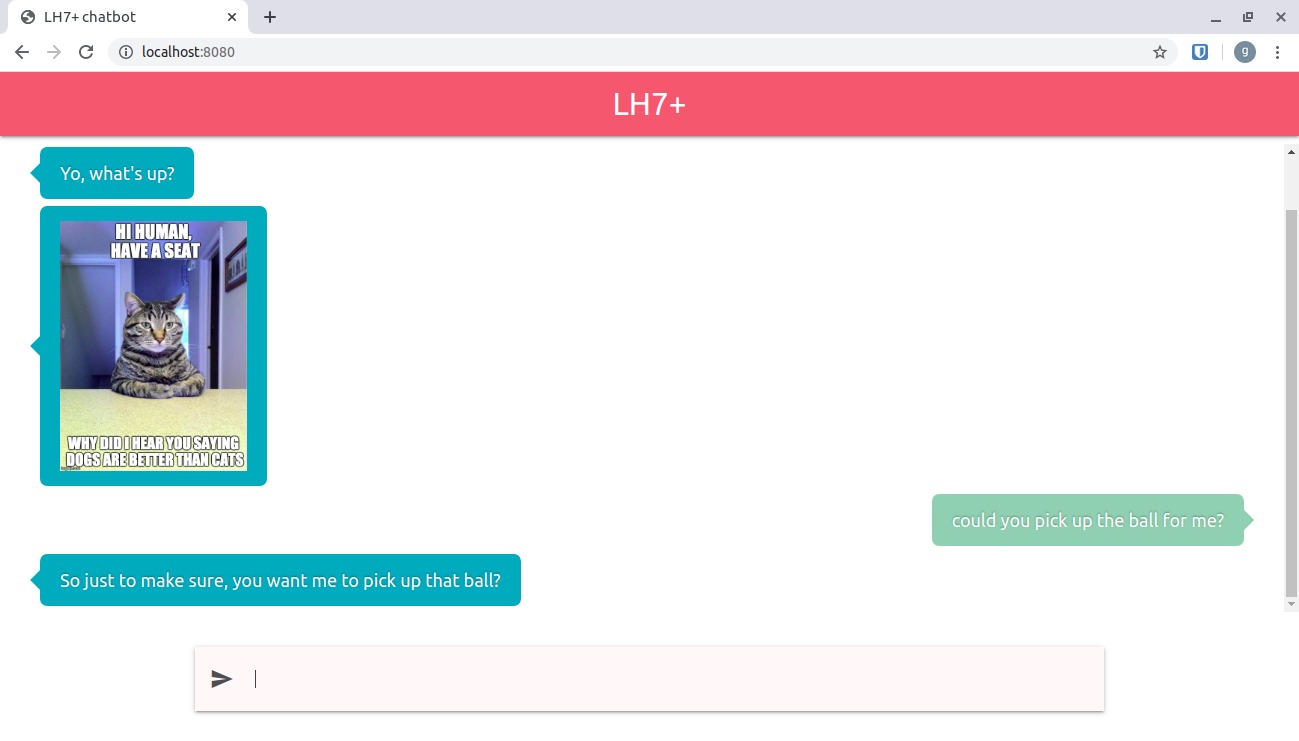 LH7+ chatbot
localhost:8080
g
LH7+
Yo, what's up?
HI HUMAN,
HAVE A SEAT
WHY DID I HEAR YOU SAYING
DOGS ARE BETTER THAN CATS
could you pick up the ball for me?
So just to make sure, you want me to pick up that ball?